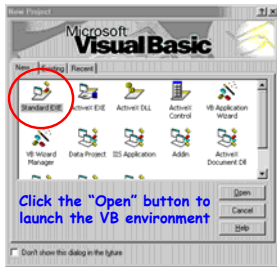 New Project
Microsoft
Visual Basic
New Existing Recent
Standard EXE ActiveX EXE ActiveX DLL ActiveX Control VB Application Wizard
VB Wizard Manager Data Project IIS Application Addin ActiveX Document Dll
Click the “Open” button to
launch the VB environment
Open
Cancel
Help
Don't show this dialog in the future